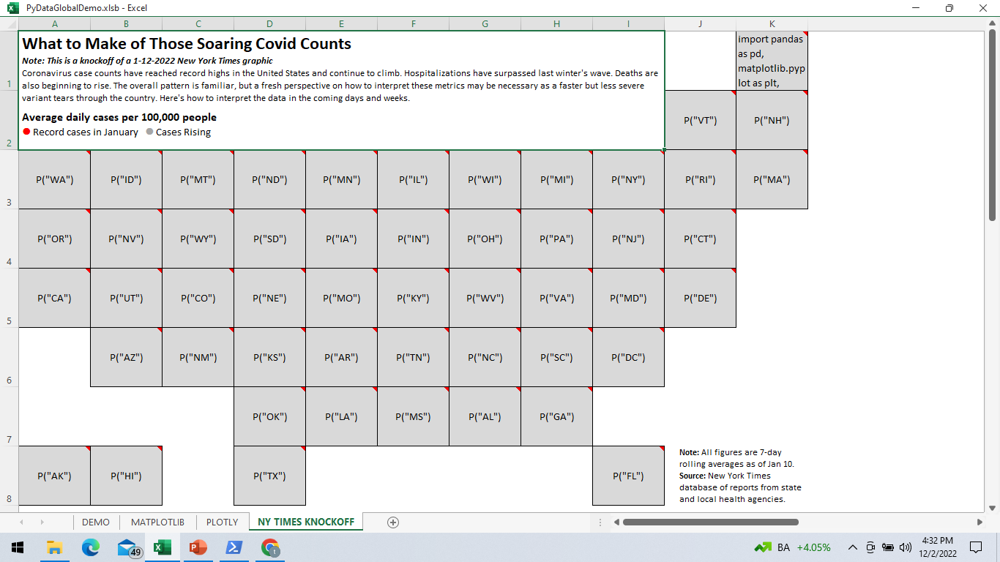 PyDataGlobalDemo.xlsb - Excel
A B C D E F G H I J K
What to Make of Those Soaring Covid Counts
Note: This is a knockoff of a 1-12-2022 New York Times graphic
Coronavirus case counts have reached record highs in the United States and continue to climb. Hospitalizations have surpassed last winter's wave. Deaths are
also beginning to rise. The overall pattern is familiar, but a fresh perspective on how to interpret these metrics may be necessary as a faster but less severe
variant tears through the country. Here's how to interpret the data in the coming days and weeks.
Average daily cases per 100,000 people
Record cases in January Cases Rising
import pandas
as pd,
matplotlib.pyp
lot as plt,
1
P("VT") P("NH")
2
P("WA") P("ID") P("MT") P("ND") P("MN") P("IL") P("WI") P("MI") P("NY") P("RI") P("MA")
3
P("OR") P("NV") P("WY") P("SD") P("IA") P("IN") P("OH") P("PA") P("NJ") P("CT")
4
P("CA") P("UT") P("CO") P("NE") P("MO") P("KY") P("WV") P("VA") P("MD") P("DE")
5
P("AZ") P("NM") P("KS") P("AR") P("TN") P("NC") P("SC") P("DC")
6
P("OK") P("LA") P("MS") P("AL") P("GA")
7
P("AK") P("HI") P("TX") P("FL")
8
Note: All figures are 7-day
rolling averages as of Jan 10.
Source: New York Times
database of reports from state
and local health agencies.
DEMO MATPLOTLIB PLOTLY NY TIMES KNOCKOFF
49
BA +4.05%
4:32 PM
12/2/2022